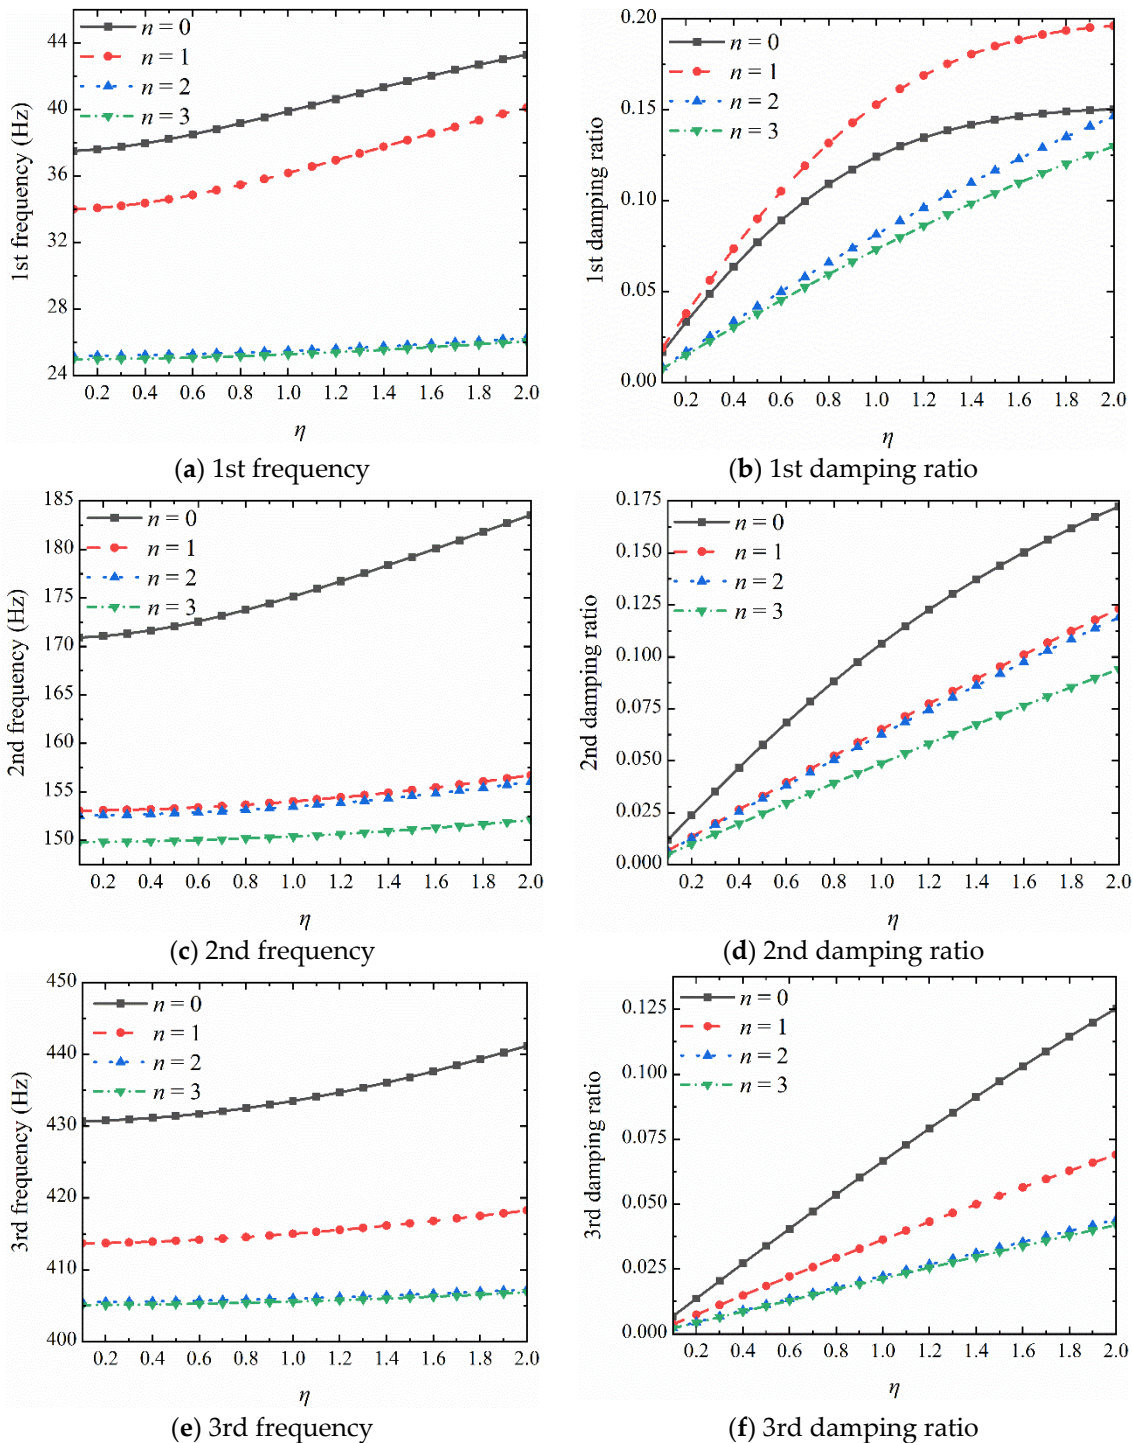 44
40
36
32
28
24
1st frequency (Hz)
n = 0
n = 1
n = 2
n = 3
0.2 0.4 0.6 0.8 1.0 1.2 1.4 1.6 1.8 2.0
η
(a) 1st frequency
0.20
0.15
0.10
0.05
0.00
1st damping ratio
n = 0
n = 1
n = 2
n = 3
0.2 0.4 0.6 0.8 1.0 1.2 1.4 1.6 1.8 2.0
η
(b) 1st damping ratio
185
180
175
170
165
160
155
150
2nd frequency (Hz)
n = 0
n = 1
n = 2
n = 3
0.2 0.4 0.6 0.8 1.0 1.2 1.4 1.6 1.8 2.0
η
(c) 2nd frequency
0.175
0.150
0.125
0.100
0.075
0.050
0.025
0.000
2nd damping ratio
n = 0
n = 1
n = 2
n = 3
0.2 0.4 0.6 0.8 1.0 1.2 1.4 1.6 1.8 2.0
η
(d) 2nd damping ratio
450
440
430
420
410
400
3rd frequency (Hz)
n = 0
n = 1
n = 2
n = 3
0.2 0.4 0.6 0.8 1.0 1.2 1.4 1.6 1.8 2.0
η
(e) 3rd frequency
0.125
0.100
0.075
0.050
0.025
0.000
3rd damping ratio
n = 0
n = 1
n = 2
n = 3
0.2 0.4 0.6 0.8 1.0 1.2 1.4 1.6 1.8 2.0
η
(f) 3rd damping ratio